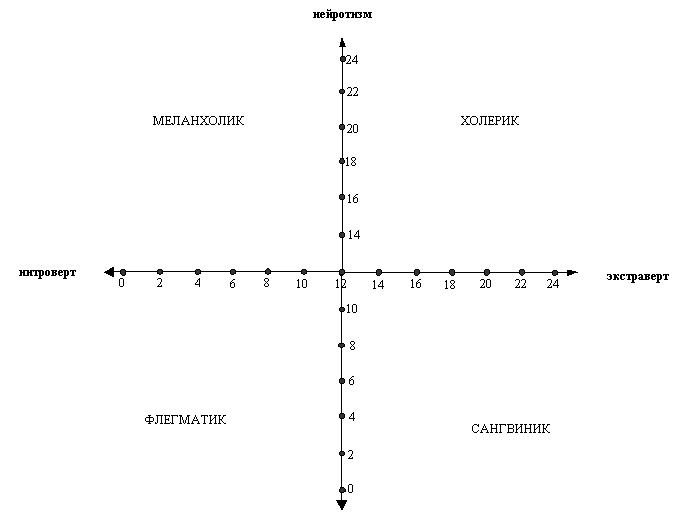 нейротизм
24
22
МЕЛАНХОЛИК ХОЛЕРИК
20
18
16
14
интроверт экстраверт
0 2 4 6 8 10 12 14 16 18 20 22 24
10
8
6
4
ФЛЕГМАТИК САНГВИНИК
2
0